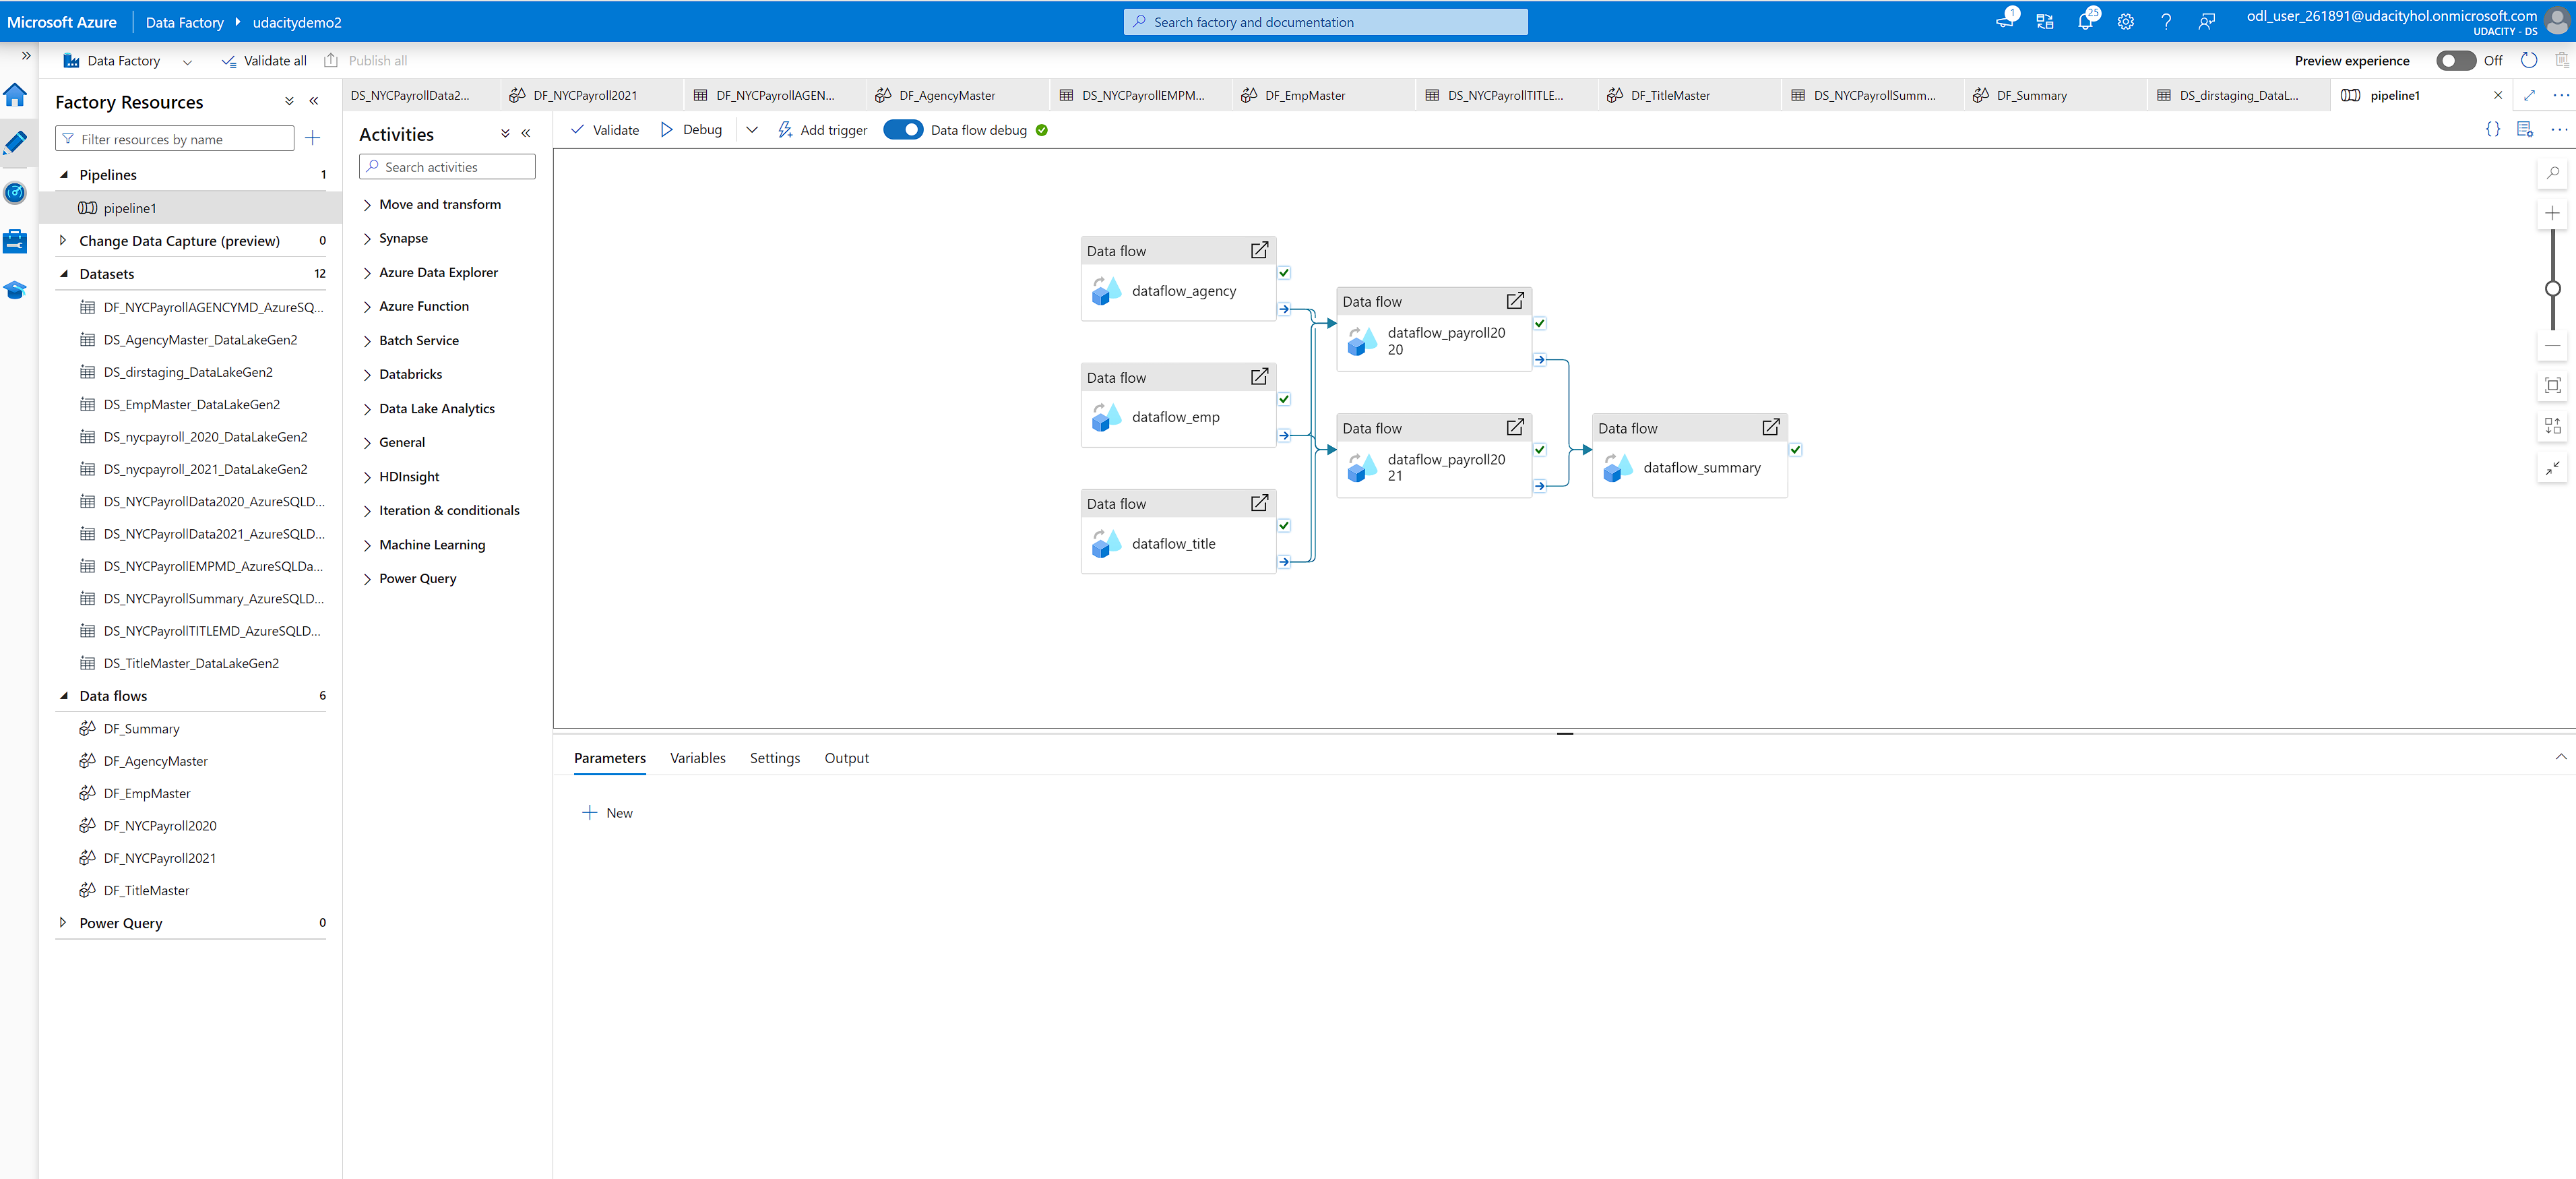 Microsoft Azure
Data Factory
udacitydemo2
Search factory and documentation
1
25
odl_user_261891@udacityhol.onmicrosoft.com
UDACITY - DS
Data Factory
Validate all
Publish all
Preview experience
Off
Factory Resources
Filter resources by name
Pipelines
1
pipeline1
Change Data Capture (preview)
0
Datasets
12
DF_NYCPayrollAGENCYMD_AzureSQ...
DS_AgencyMaster_DataLakeGen2
DS_dirstaging_DataLakeGen2
DS_EmpMaster_DataLakeGen2
DS_nycpayroll_2020_DataLakeGen2
DS_nycpayroll_2021_DataLakeGen2
DS_NYCPayrollData2020_AzureSQLD...
DS_NYCPayrollData2021_AzureSQLD...
DS_NYCPayrollEMPMD_AzureSQLDa...
DS_NYCPayrollSummary_AzureSQLD...
DS_NYCPayrollTITLEMD_AzureSQLD...
DS_TitleMaster_DataLakeGen2
Data flows
6
DF_Summary
DF_AgencyMaster
DF_EmpMaster
DF_NYCPayroll2020
DF_NYCPayroll2021
DF_TitleMaster
Power Query
0
DS_NYCPayrollData2...
DF_NYCPayroll2021
DF_NYCPayrollAGEN...
DF_AgencyMaster
DS_NYCPayrollEMPM...
DF_EmpMaster
DS_NYCPayrollTITLE...
DF_TitleMaster
DS_NYCPayrollSumm...
DF_Summary
DS_dirstaging_DataL...
pipeline1
Activities
Search activities
Move and transform
Synapse
Azure Data Explorer
Azure Function
Batch Service
Databricks
Data Lake Analytics
General
HDInsight
Iteration & conditionals
Machine Learning
Power Query
Validate
Debug
Add trigger
Data flow debug
Data flow
dataflow_agency
Data flow
dataflow_emp
Data flow
dataflow_title
Data flow
dataflow_payroll20
20
Data flow
dataflow_payroll20
21
Data flow
dataflow_summary
Parameters
Variables
Settings
Output
New